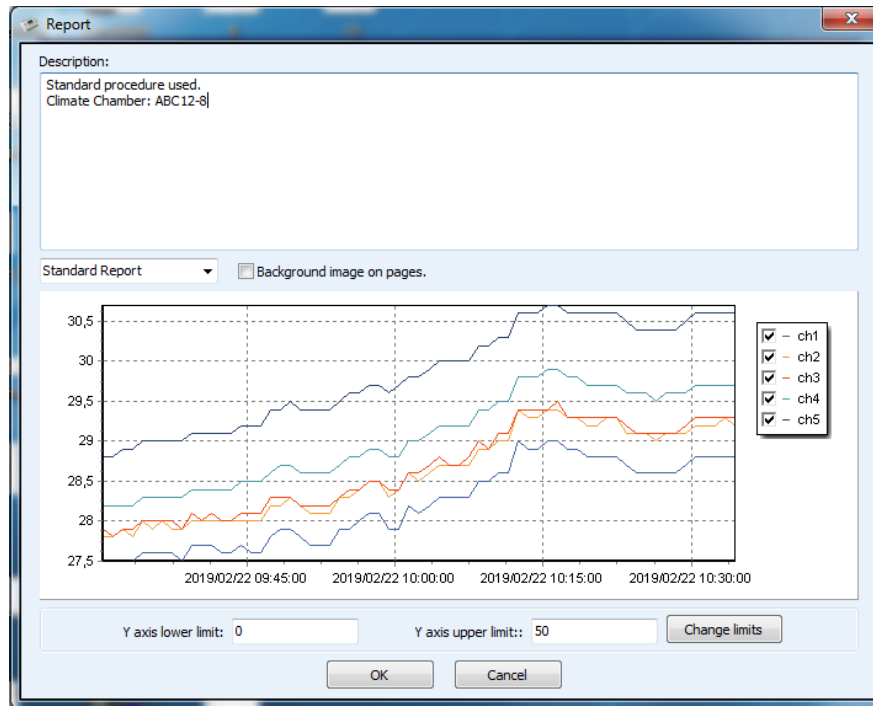 Report
Description:
Standard procedure used.
Climate Chamber: ABC12-8
Standard Report
Background image on pages.
30,5
30
29,5
29
28,5
28
27,5
2019/02/22 09:45:00 2019/02/22 10:00:00 2019/02/22 10:15:00 2019/02/22 10:30:00
ch1
ch2
ch3
ch4
ch5
Y axis lower limit: 0 Y axis upper limit:: 50 Change limits
OK Cancel